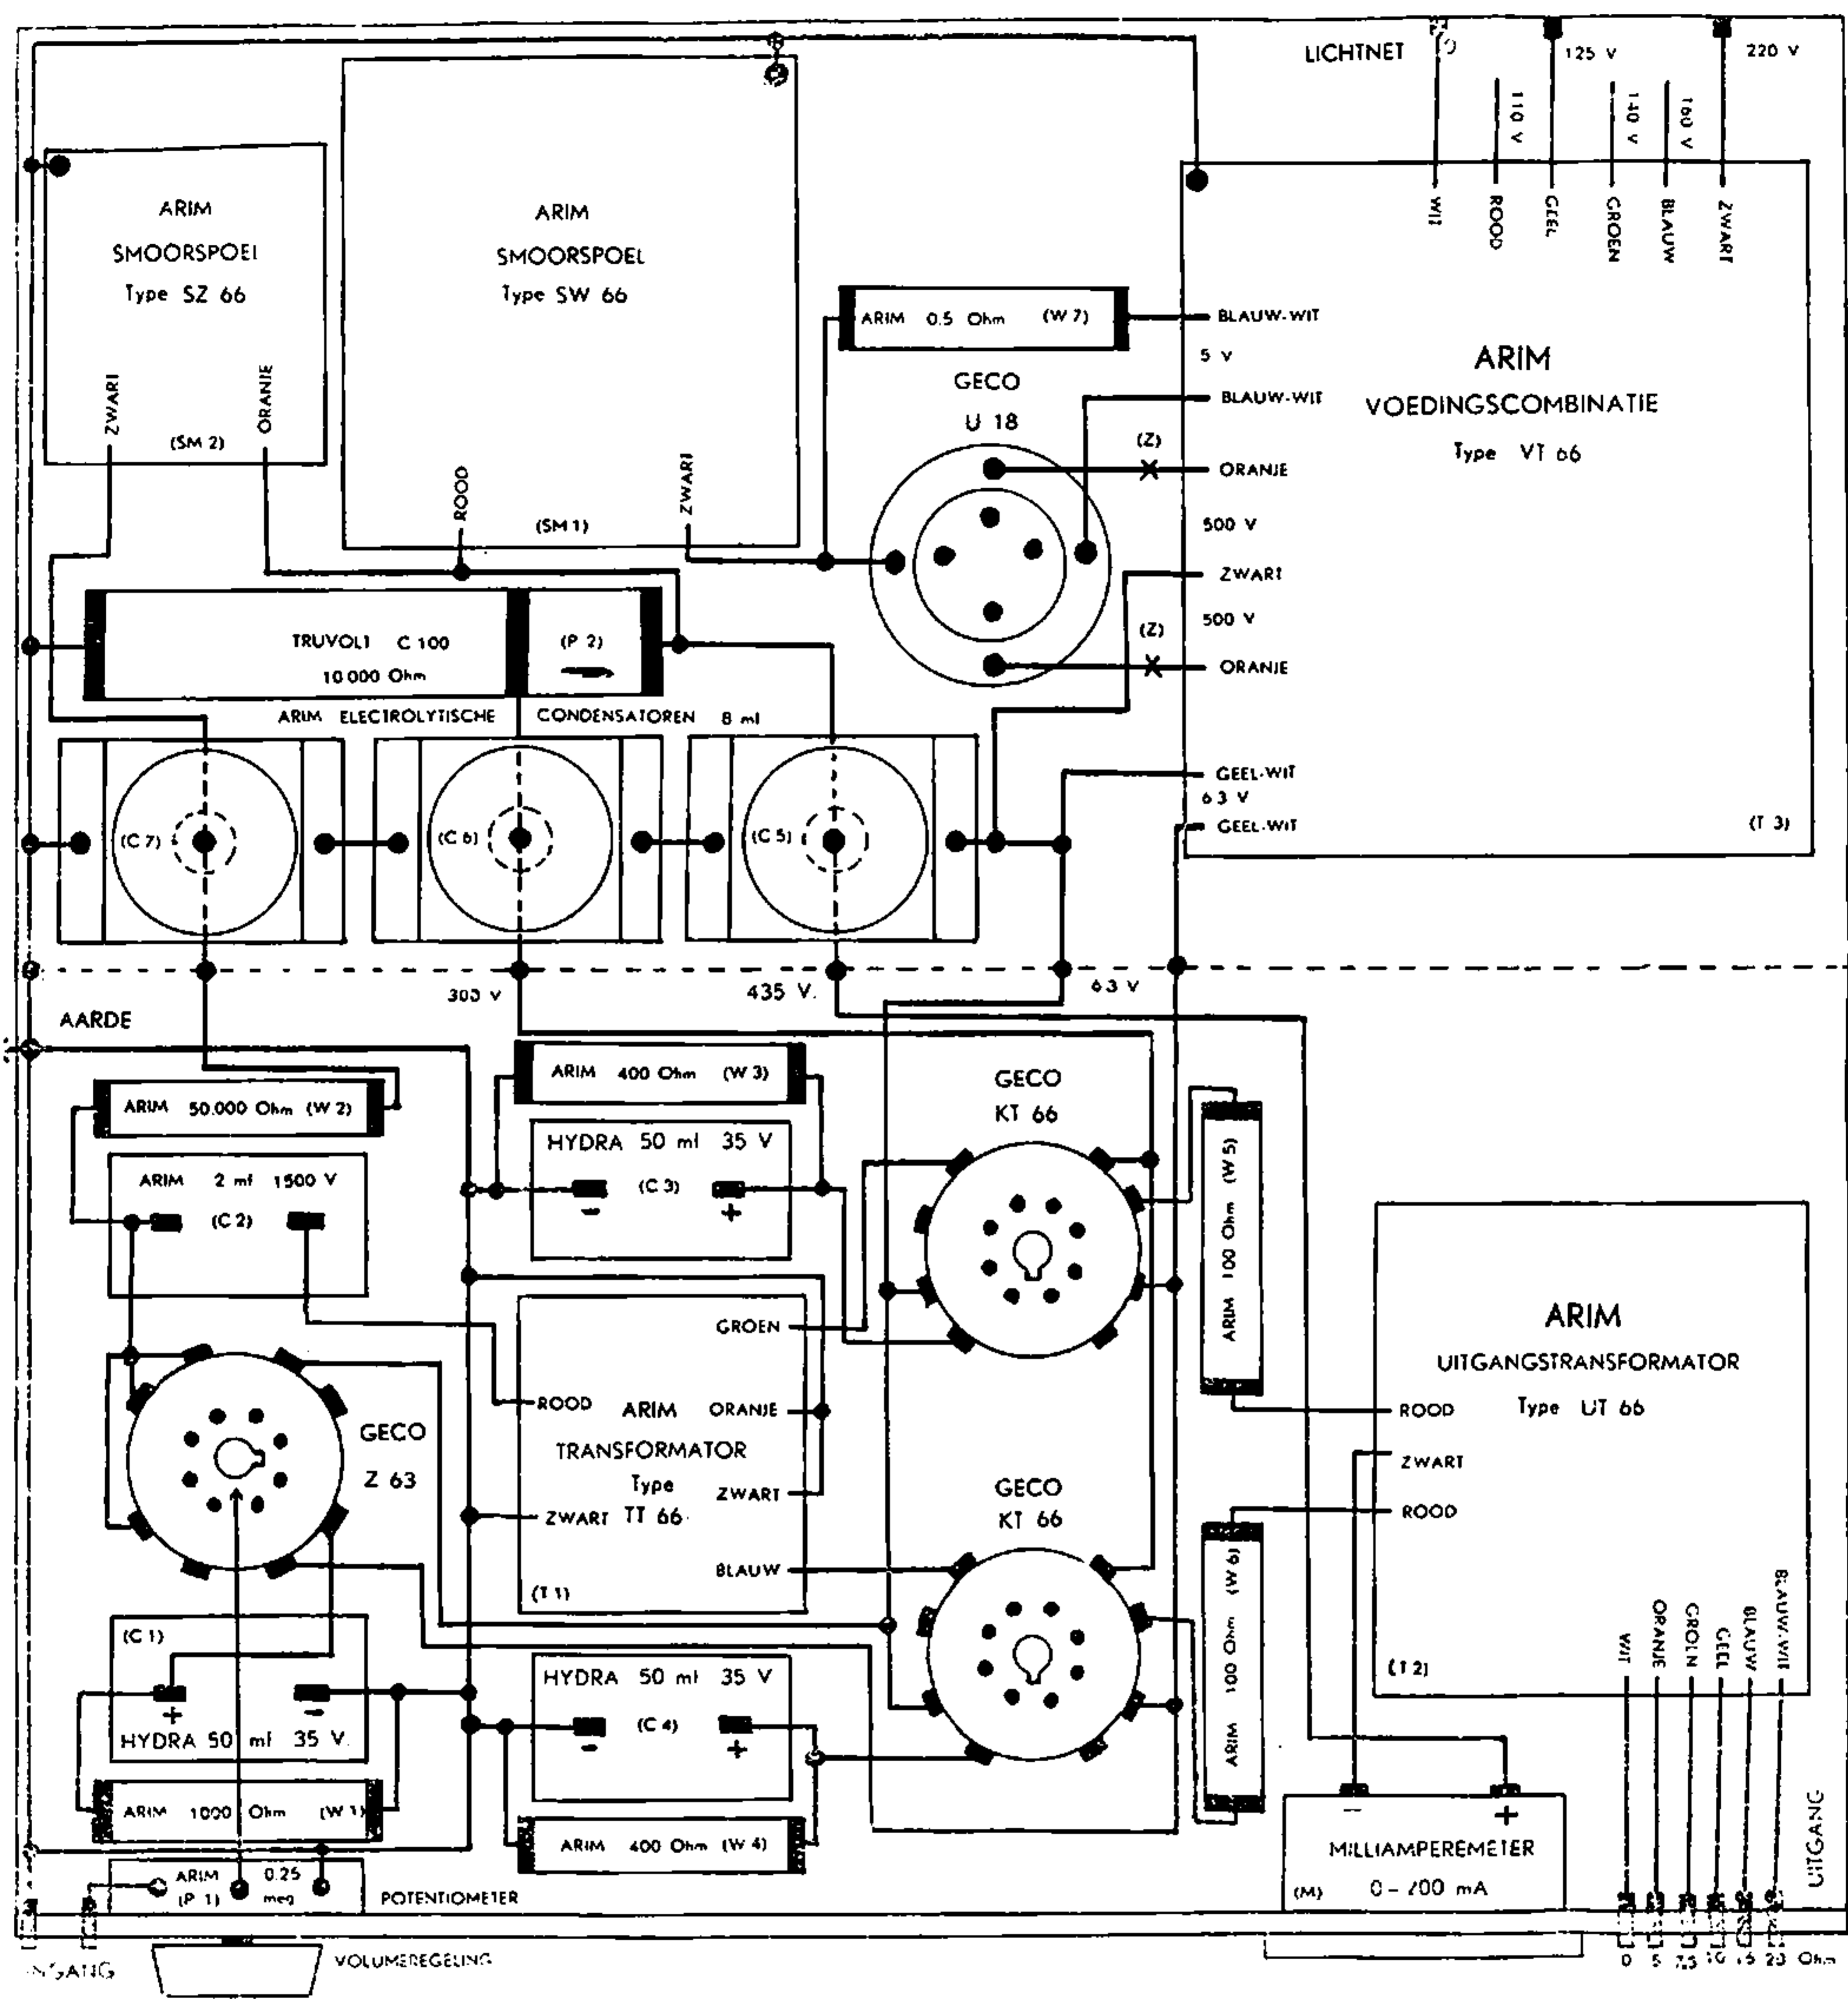 LICHTNET
0
125 V
220 V
110 V
140 V
160 V
WIT
ROOD
GEEL
GROEN
BLAUW
ZWART
ARIM
SMOORSPOEL
Type SZ 66
ZWART
(SM 2)
ORANJE
ARIM
SMOORSPOEL
Type SW 66
ROOD
(SM 1)
ZWART
ARIM 0.5 Ohm (W 7)
GECO
U 18
BLAUW-WIT
5 V
BLAUW-WIT
(Z)
ORANJE
500 V
ZWART
500 V
(Z)
ORANJE
GEEL-WIT
6.3 V
GEEL-WIT
ARIM
VOEDINGSCOMBINATIE
Type VT 66
(T 3)
TRUVOLT C 100
10.000 Ohm
(P 2)
ARIM ELECTROLYTISCHE CONDENSATOREN 8 mf
(C 7)
(C 6)
(C 5)
300 V
435 V.
6.3 V
AARDE
ARIM 50.000 Ohm (W 2)
ARIM 2 mf 1500 V
(C 2)
ARIM 400 Ohm (W 3)
HYDRA 50 mf 35 V
(C 3)
- +
GECO
KT 66
ARIM 100 Ohm (W 5)
GECO
Z 63
GROEN
ROOD
ARIM
ORANJE
TRANSFORMATOR
Type
TT 66
ZWART
ZWART
BLAUW
(T 1)
GECO
KT 66
ARIM 100 Ohm (W 6)
ARIM
UITGANGSTRANSFORMATOR
Type UT 66
ROOD
ZWART
ROOD
(T 2)
WIT
ORANJE
GROEN
GEEL
BLAUW
BLAUW-WIT
(C 1)
+ -
HYDRA 50 mf 35 V.
ARIM 1000 Ohm (W 1)
HYDRA 50 mf 35 V
(C 4)
- +
ARIM 400 Ohm (W 4)
ARIM 0.25
(P 1) meg
POTENTIOMETER
- +
MILLIAMPEREMETER
(M) 0 - 200 mA
UITGANG
INGANG
VOLUMEREGELING
0 5 7,5 10 15 20 Ohm